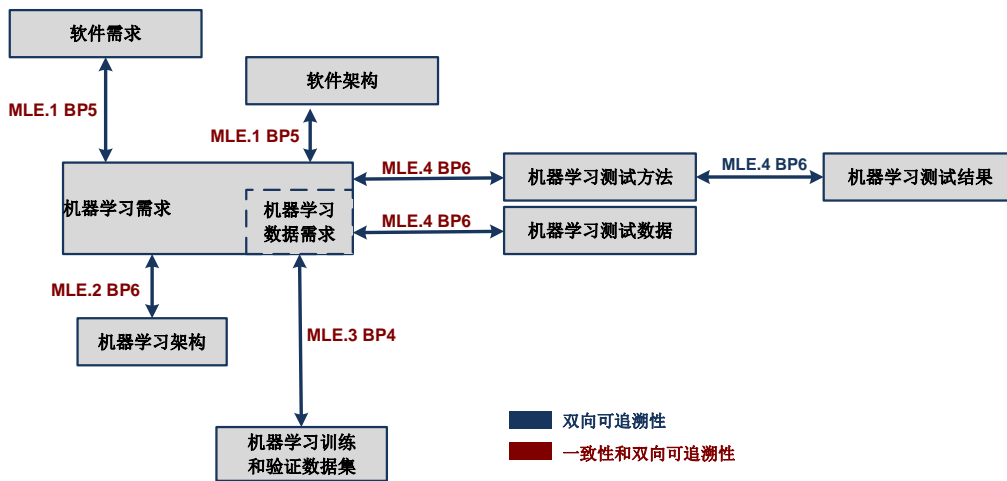 软件需求
软件架构
MLE.1 BP5
MLE.1 BP5
MLE.4 BP6
MLE.4 BP6
机器学习测试方法
机器学习测试结果
机器学习需求
机器学习
数据需求
MLE.4 BP6
机器学习测试数据
MLE.2 BP6
机器学习架构
MLE.3 BP4
双向可追溯性
机器学习训练
和验证数据集
一致性和双向可追溯性